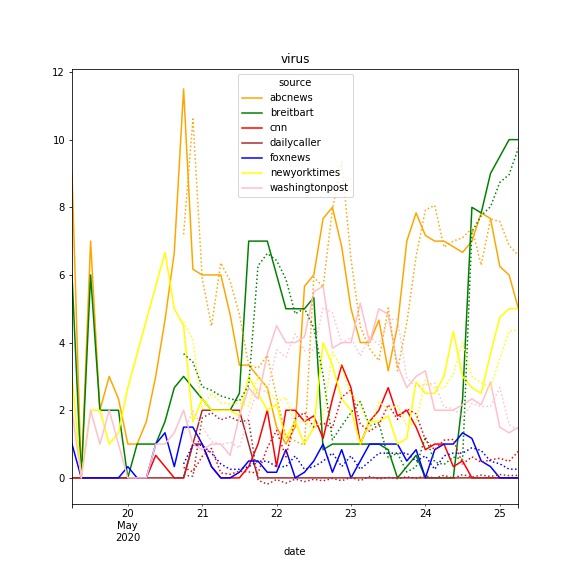 virus
12
10
8
6
4
2
0
source
abcnews
breitbart
cnn
dailycaller
foxnews
newyorktimes
washingtonpost
20 21 22 23 24 25
May
2020
date